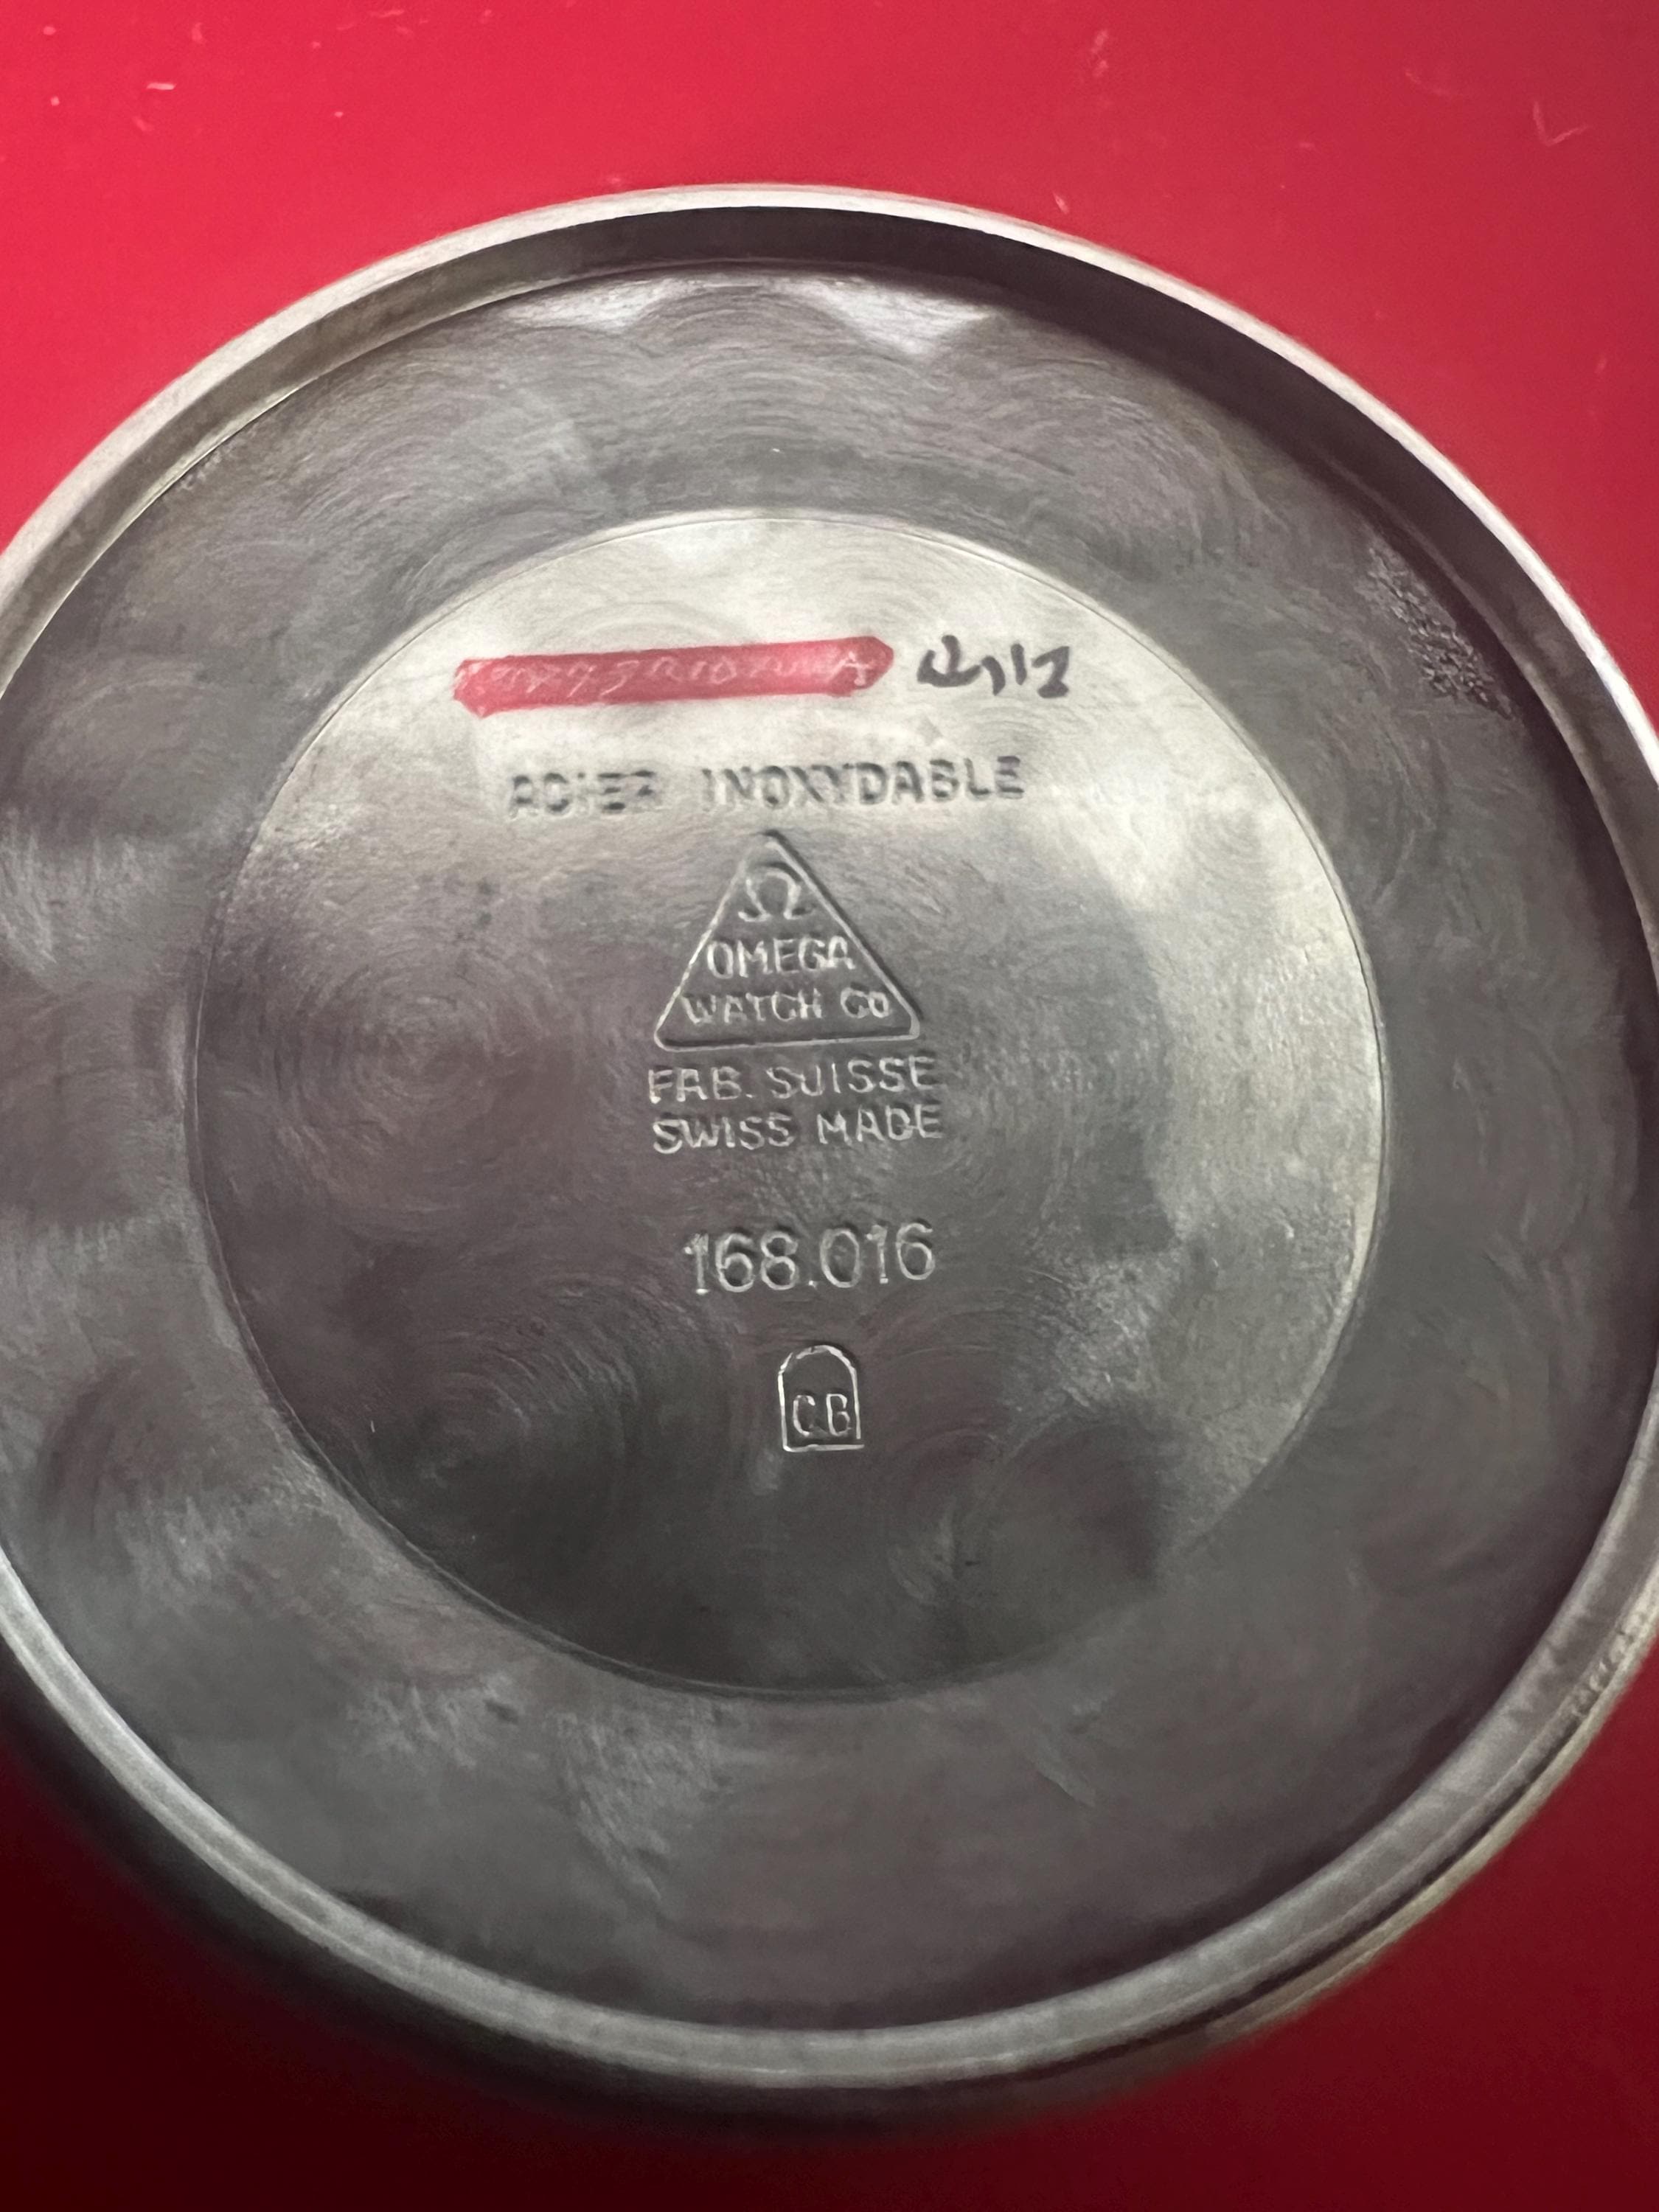 ACIER INOXYDABLE
Ω
OMEGA
WATCH CO
FAB. SUISSE
SWISS MADE
168.016
CB